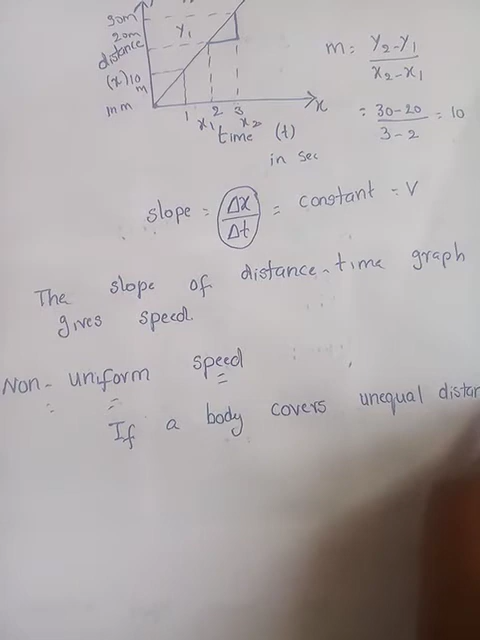 30m
20m
y₁
distance
(x) 10
m
in m
1 2 3
x₁ x₂
x
time (t)
in sec
m = y₂-y₁ / x₂-x₁
= 30-20 / 3-2 = 10
slope = Δx / Δt = constant = v
The slope of distance-time graph
gives speed.
Non-uniform speed
If a body covers unequal distan